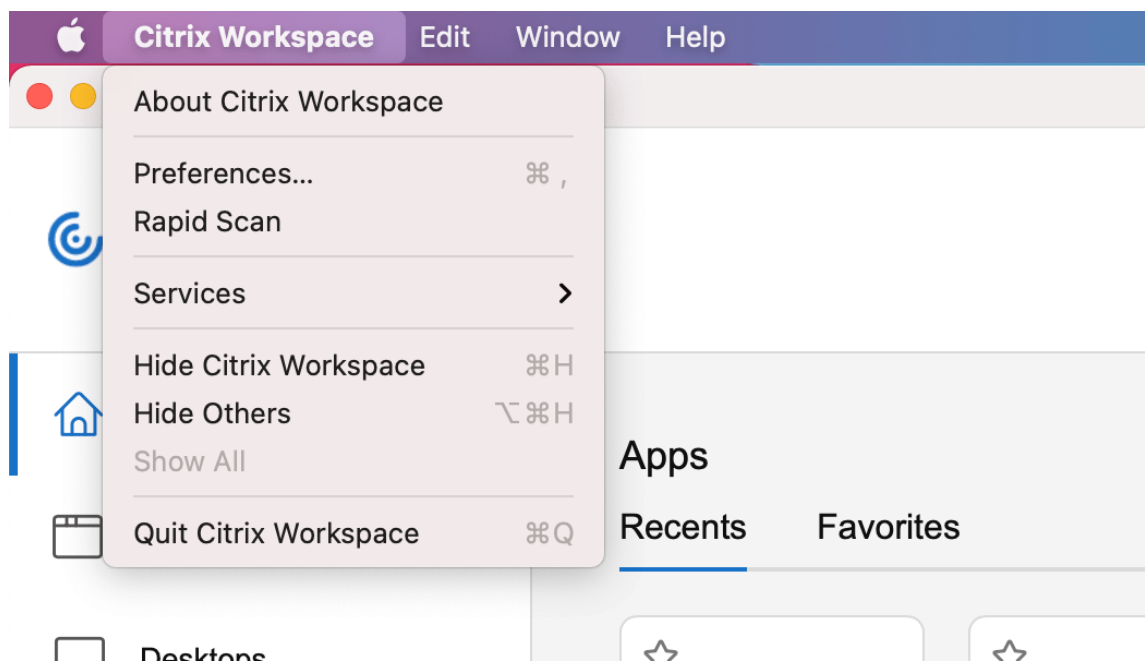 Citrix Workspace Edit Window Help
About Citrix Workspace
Preferences... ⌘ ,
Rapid Scan
Services
Hide Citrix Workspace ⌘H
Hide Others ⌥⌘H
Show All
Quit Citrix Workspace ⌘Q
Apps
Recents Favorites
Desktops